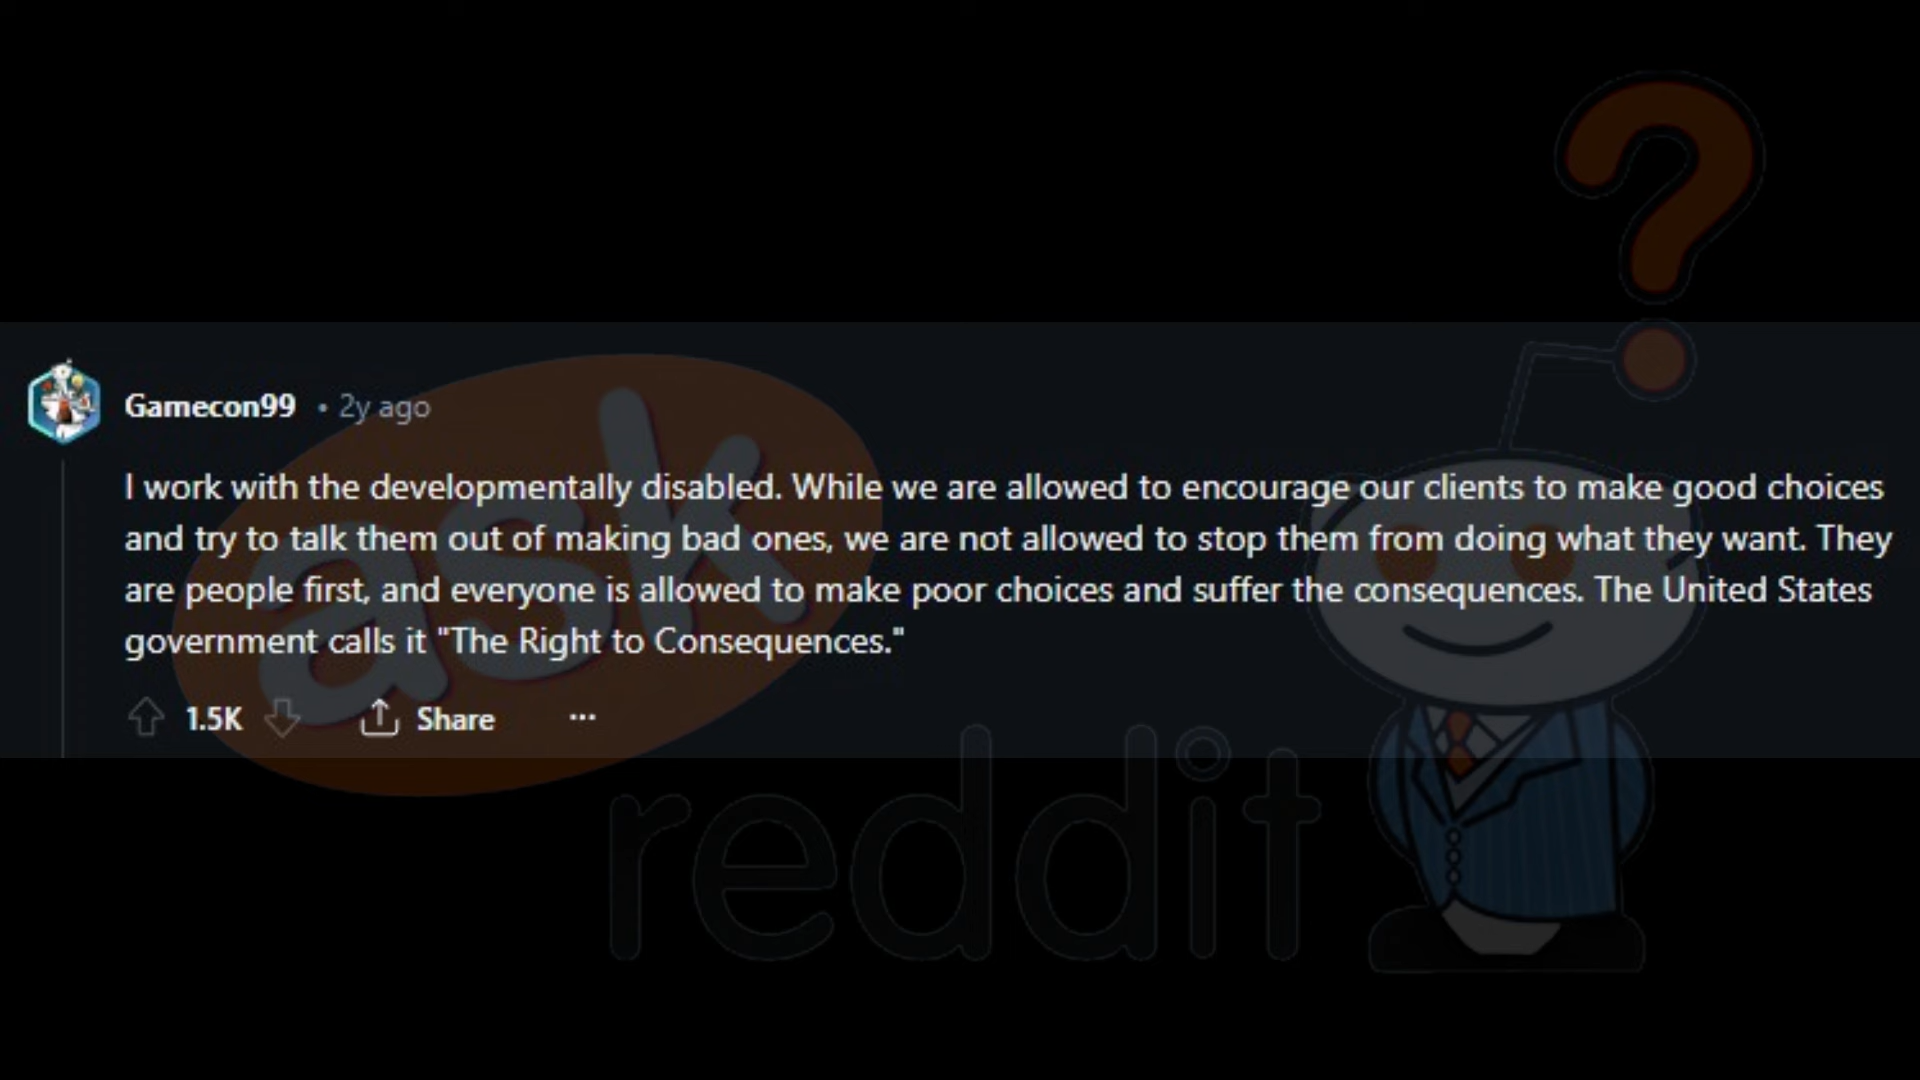 Gamecon99 • 2y ago
I work with the developmentally disabled. While we are allowed to encourage our clients to make good choices
and try to talk them out of making bad ones, we are not allowed to stop them from doing what they want. They
are people first, and everyone is allowed to make poor choices and suffer the consequences. The United States
government calls it "The Right to Consequences."
1.5K Share ...
ask
reddit
?